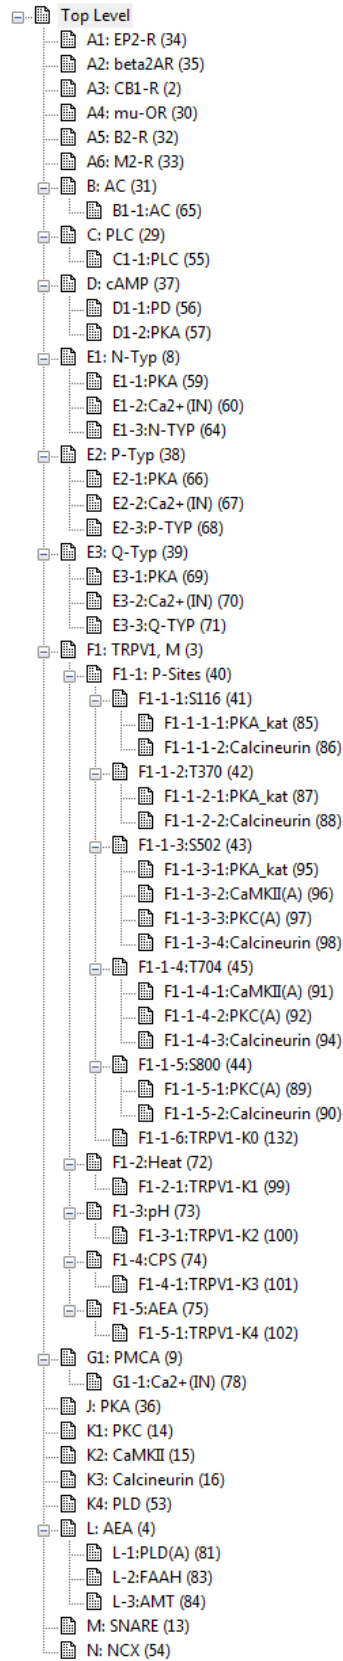 Top Level
A1: EP2-R (34)
A2: beta2AR (35)
A3: CB1-R (2)
A4: mu-OR (30)
A5: B2-R (32)
A6: M2-R (33)
B: AC (31)
B1-1:AC (65)
C: PLC (29)
C1-1:PLC (55)
D: cAMP (37)
D1-1:PD (56)
D1-2:PKA (57)
E1: N-Typ (8)
E1-1:PKA (59)
E1-2:Ca2+(IN) (60)
E1-3:N-TYP (64)
E2: P-Typ (38)
E2-1:PKA (66)
E2-2:Ca2+(IN) (67)
E2-3:P-TYP (68)
E3: Q-Typ (39)
E3-1:PKA (69)
E3-2:Ca2+(IN) (70)
E3-3:Q-TYP (71)
F1: TRPV1, M (3)
F1-1: P-Sites (40)
F1-1-1:S116 (41)
F1-1-1-1:PKA_kat (85)
F1-1-1-2:Calcineurin (86)
F1-1-2:T370 (42)
F1-1-2-1:PKA_kat (87)
F1-1-2-2:Calcineurin (88)
F1-1-3:S502 (43)
F1-1-3-1:PKA_kat (95)
F1-1-3-2:CaMKII(A) (96)
F1-1-3-3:PKC(A) (97)
F1-1-3-4:Calcineurin (98)
F1-1-4:T704 (45)
F1-1-4-1:CaMKII(A) (91)
F1-1-4-2:PKC(A) (92)
F1-1-4-3:Calcineurin (94)
F1-1-5:S800 (44)
F1-1-5-1:PKC(A) (89)
F1-1-5-2:Calcineurin (90)
F1-1-6:TRPV1-K0 (132)
F1-2:Heat (72)
F1-2-1:TRPV1-K1 (99)
F1-3:pH (73)
F1-3-1:TRPV1-K2 (100)
F1-4:CPS (74)
F1-4-1:TRPV1-K3 (101)
F1-5:AEA (75)
F1-5-1:TRPV1-K4 (102)
G1: PMCA (9)
G1-1:Ca2+(IN) (78)
J: PKA (36)
K1: PKC (14)
K2: CaMKII (15)
K3: Calcineurin (16)
K4: PLD (53)
L: AEA (4)
L-1:PLD(A) (81)
L-2:FAAH (83)
L-3:AMT (84)
M: SNARE (13)
N: NCX (54)